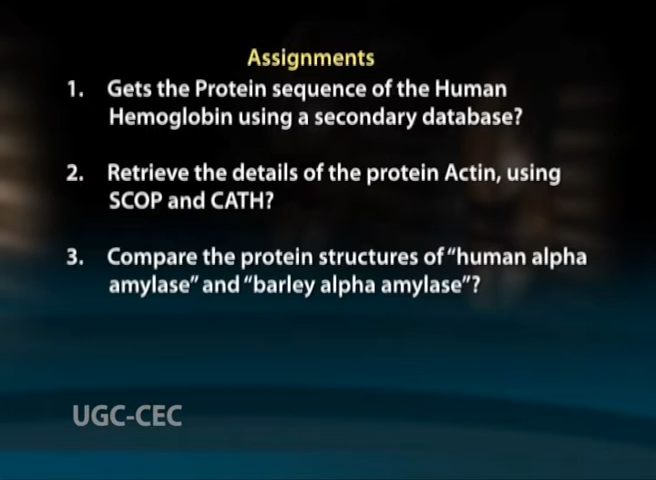 Assignments
1. Gets the Protein sequence of the Human
Hemoglobin using a secondary database?
2. Retrieve the details of the protein Actin, using
SCOP and CATH?
3. Compare the protein structures of “human alpha
amylase” and “barley alpha amylase”?
UGC-CEC